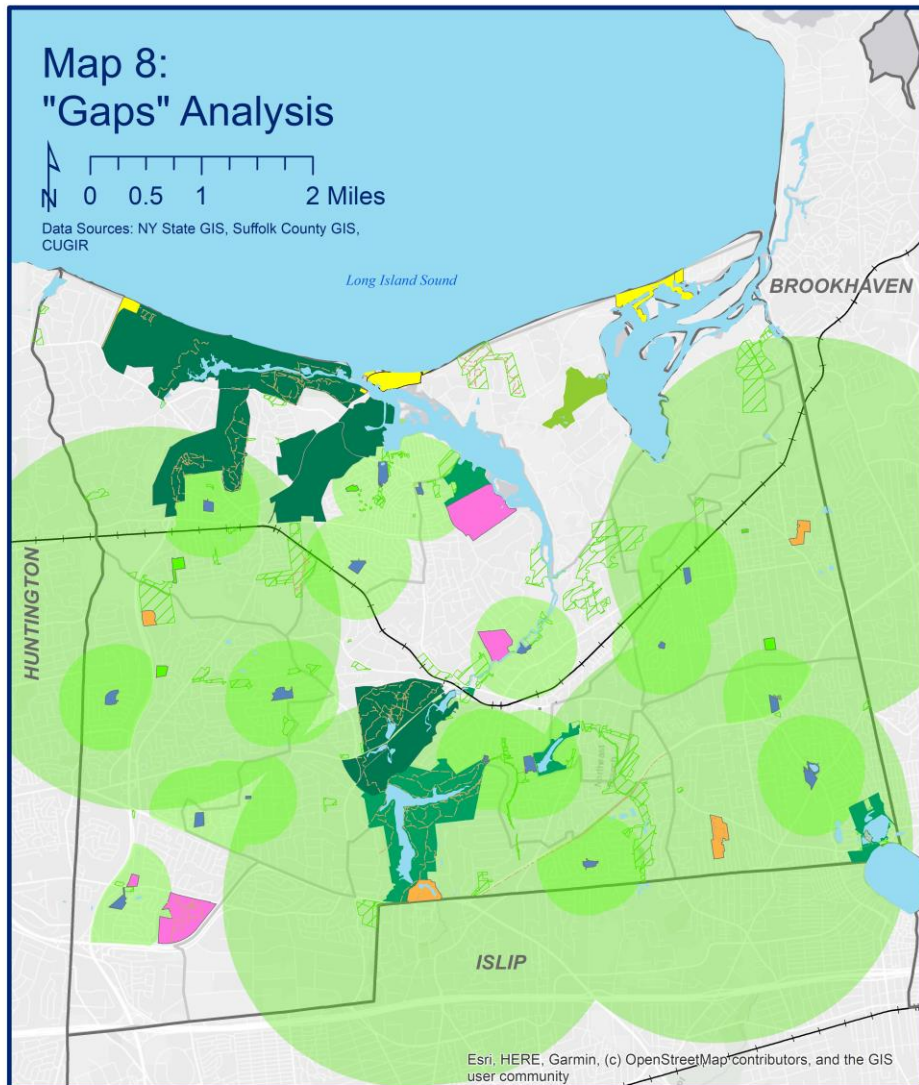 Map 8:
"Gaps" Analysis
N
0 0.5 1 2 Miles
Data Sources: NY State GIS, Suffolk County GIS,
CUGIR
Long Island Sound
BROOKHAVEN
HUNTINGTON
ISLIP
Esri, HERE, Garmin, (c) OpenStreetMap contributors, and the GIS
user community